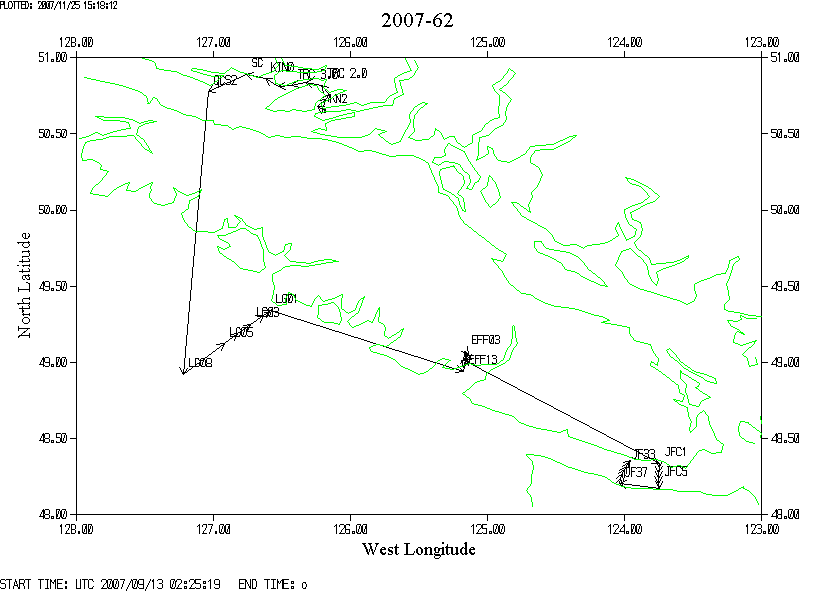 PLOTTED: 2007/11/25 15:18:12
2007-62
128.00 127.00 126.00 125.00 124.00 123.00
51.00 51.00
SC
KIN0
QCS2
2.0
KN2
50.50 50.50
50.00 50.00
49.50 49.50
LG01
LG03
LG05
EFF03
EFF13
LG08
49.00 49.00
48.50 48.50
JF33 JFC1
JF37 JFC5
48.00 48.00
128.00 127.00 126.00 125.00 124.00 123.00
North Latitude
West Longitude
START TIME: UTC 2007/09/13 02:25:19 END TIME: o